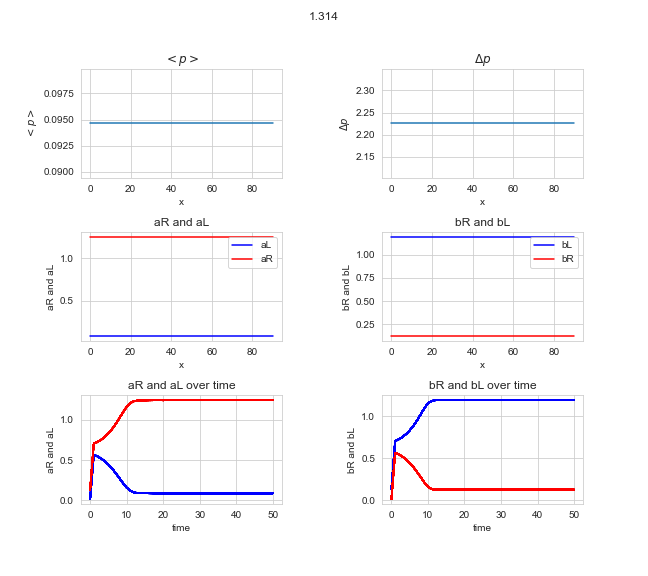 1.314
< p >
Δp
< p >
0.0975
0.0950
0.0925
0.0900
0 20 40 60 80
x
Δp
2.30
2.25
2.20
2.15
0 20 40 60 80
x
aR and aL
aR and aL
1.0
0.5
aL
aR
0 20 40 60 80
x
bR and bL
bR and bL
1.00
0.75
0.50
0.25
bL
bR
0 20 40 60 80
x
aR and aL over time
aR and aL
1.0
0.5
0.0
0 10 20 30 40 50
time
bR and bL over time
bR and bL
1.0
0.5
0.0
0 10 20 30 40 50
time